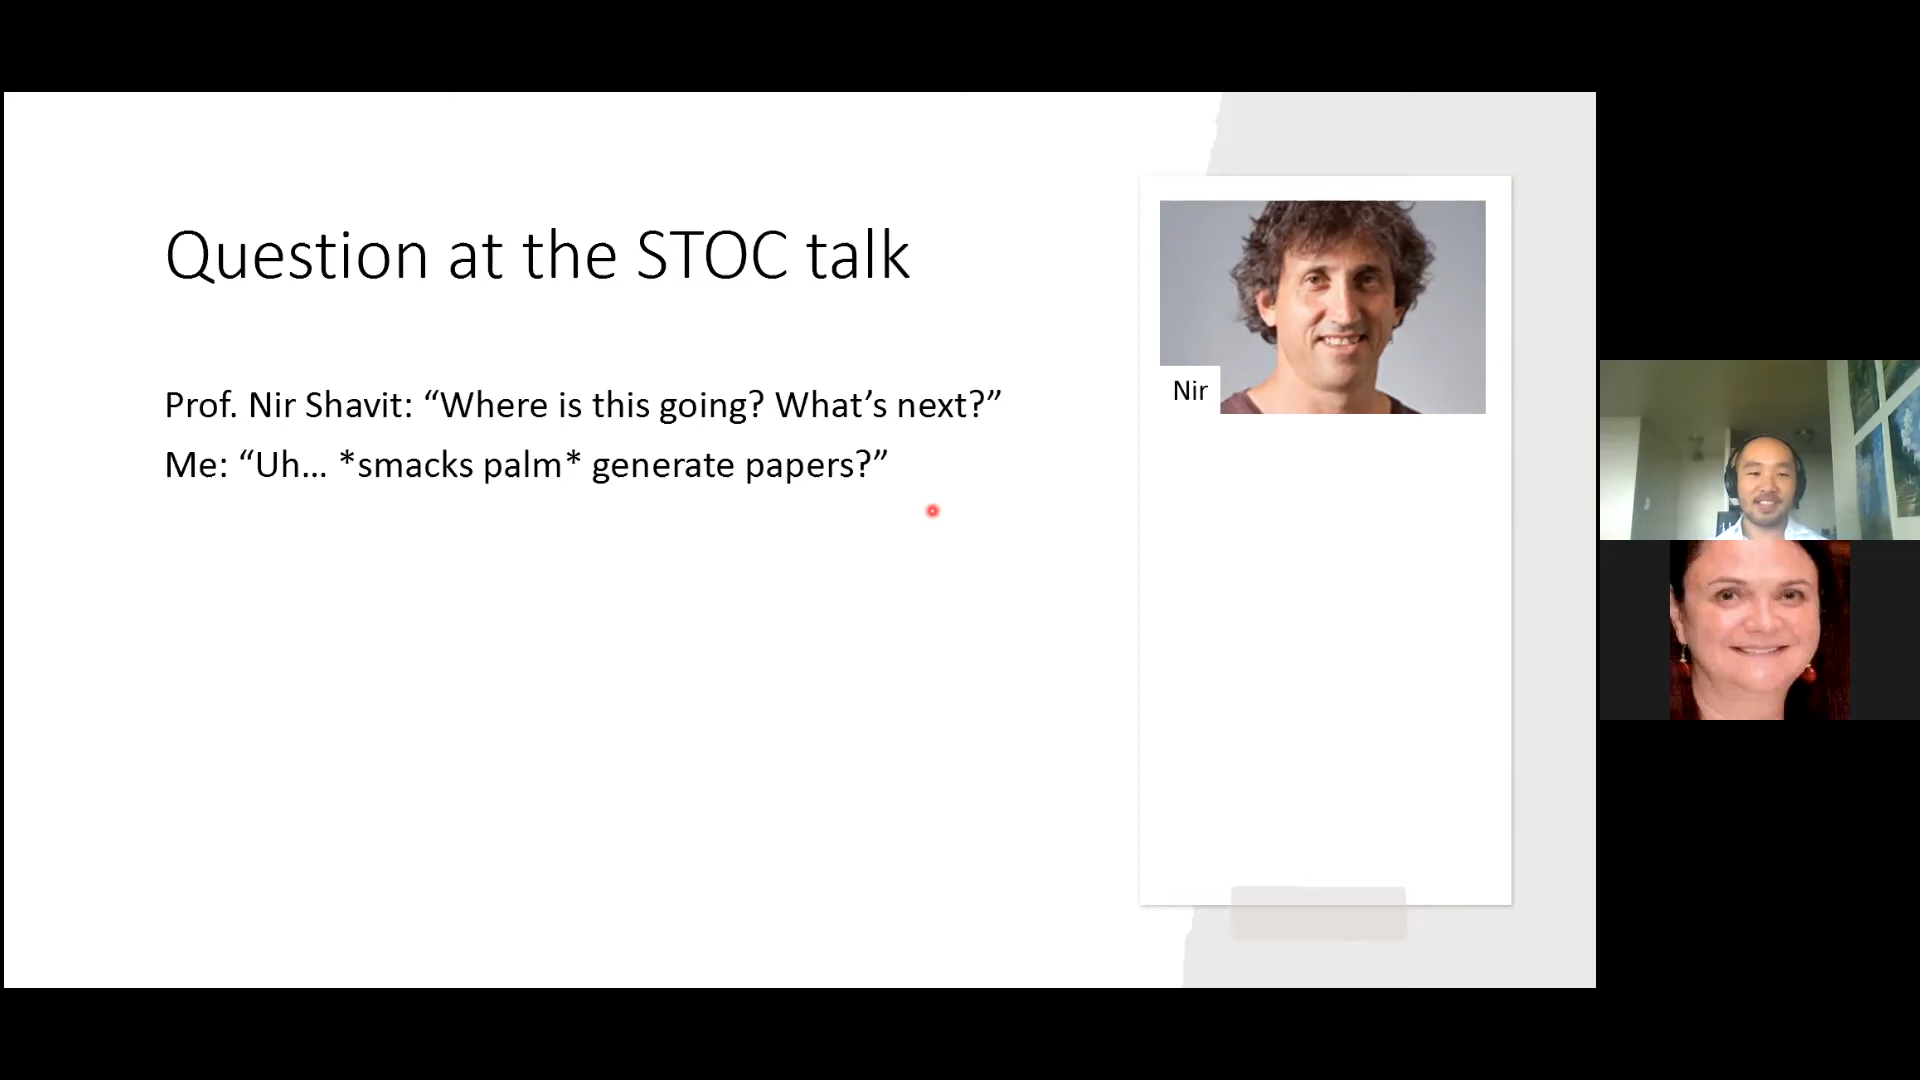 Question at the STOC talk
Prof. Nir Shavit: “Where is this going? What’s next?”
Me: “Uh… *smacks palm* generate papers?”
Nir